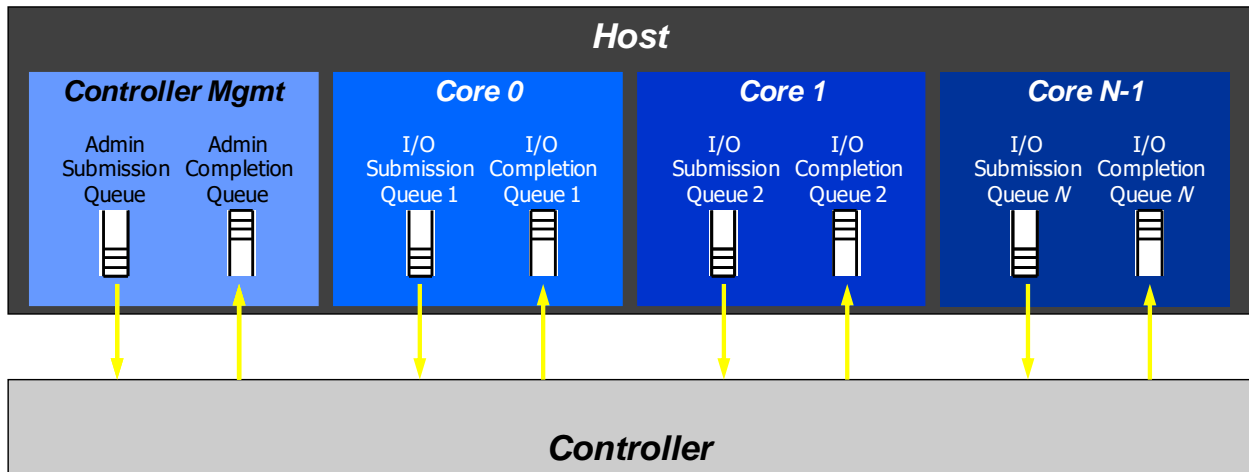 Host
Controller Mgmt
Admin
Submission
Queue
Admin
Completion
Queue
Core 0
I/O
Submission
Queue 1
I/O
Completion
Queue 1
Core 1
I/O
Submission
Queue 2
I/O
Completion
Queue 2
Core N-1
I/O
Submission
Queue N
I/O
Completion
Queue N
Controller